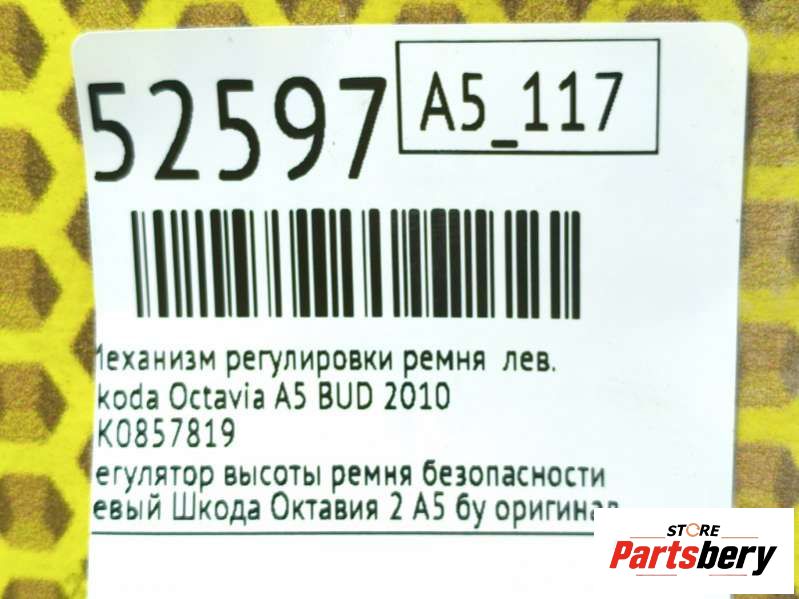 52597
A5_117
Механизм регулировки ремня лев.
koda Octavia A5 BUD 2010
K0857819
егулятор высоты ремня безопасности
евый Шкода Октавия 2 А5 бу оригинал
STORE
Partsbery